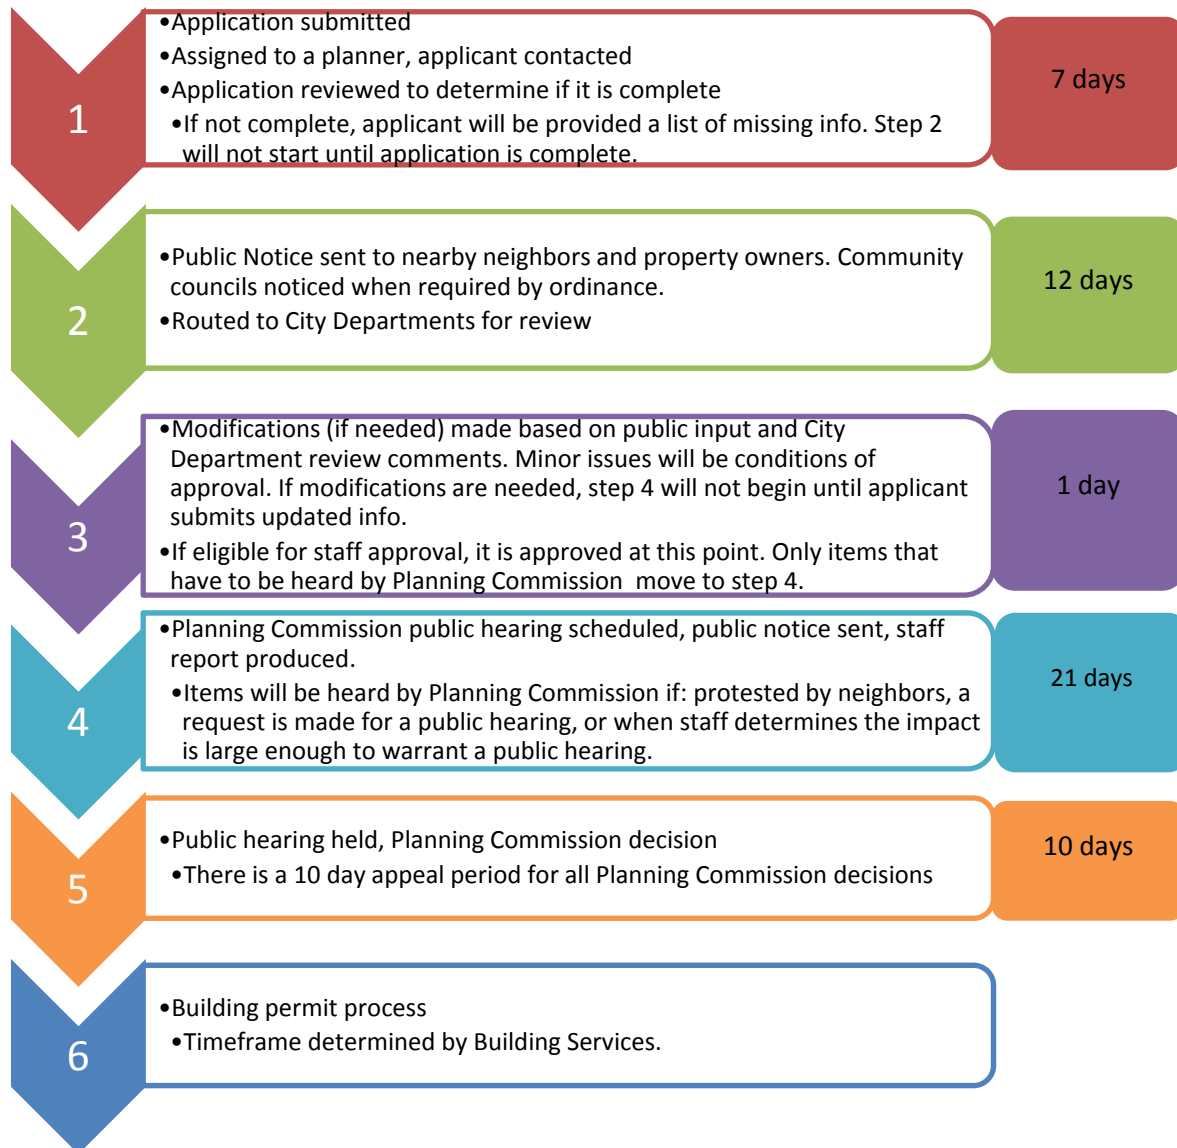 1
•Application submitted
•Assigned to a planner, applicant contacted
•Application reviewed to determine if it is complete
•If not complete, applicant will be provided a list of missing info. Step 2
will not start until application is complete.
7 days
2
•Public Notice sent to nearby neighbors and property owners. Community
councils noticed when required by ordinance.
•Routed to City Departments for review
12 days
3
•Modifications (if needed) made based on public input and City
Department review comments. Minor issues will be conditions of
approval. If modifications are needed, step 4 will not begin until applicant
submits updated info.
•If eligible for staff approval, it is approved at this point. Only items that
have to be heard by Planning Commission  move to step 4.
1 day
4
•Planning Commission public hearing scheduled, public notice sent, staff
report produced.
•Items will be heard by Planning Commission if: protested by neighbors, a
request is made for a public hearing, or when staff determines the impact
is large enough to warrant a public hearing.
21 days
5
•Public hearing held, Planning Commission decision
•There is a 10 day appeal period for all Planning Commission decisions
10 days
6
•Building permit process
•Timeframe determined by Building Services.